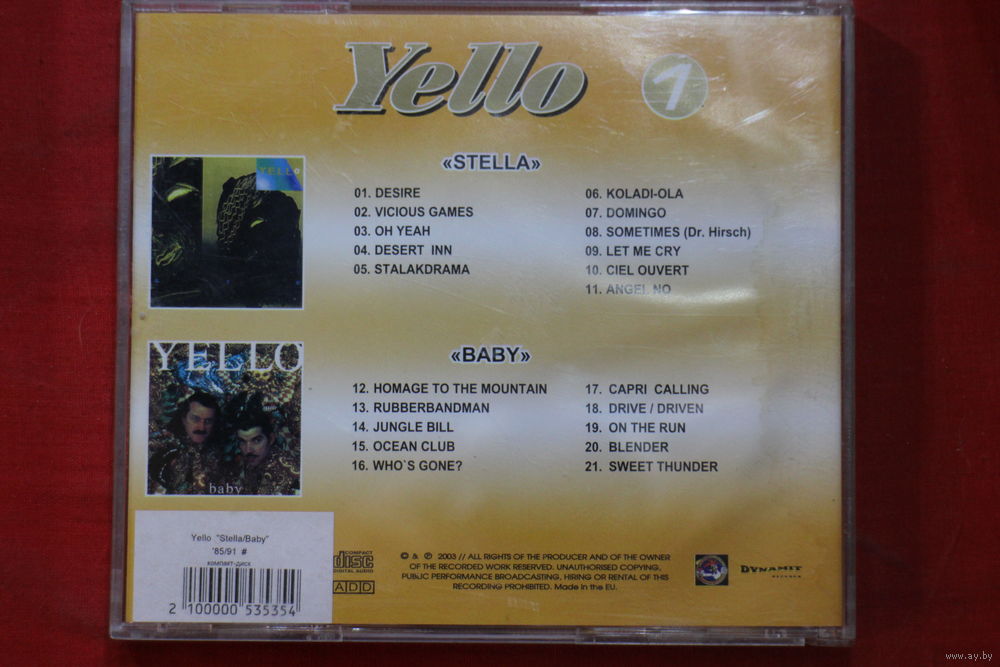 Yello 1
«STELLA»
YELLO
01. DESIRE
02. VICIOUS GAMES
03. OH YEAH
04. DESERT INN
05. STALAKDRAMA
06. KOLADI-OLA
07. DOMINGO
08. SOMETIMES (Dr. Hirsch)
09. LET ME CRY
10. CIEL OUVERT
11. ANGEL NO
«BABY»
YELLO
baby
12. HOMAGE TO THE MOUNTAIN
13. RUBBERBANDMAN
14. JUNGLE BILL
15. OCEAN CLUB
16. WHO`S GONE?
17. CAPRI CALLING
18. DRIVE / DRIVEN
19. ON THE RUN
20. BLENDER
21. SWEET THUNDER
Yello "Stella/Baby"
'85/91 #
компакт-диск
2 100000 535354
COMPACT
disc
DIGITAL AUDIO
ADD
© & ℗ 2003 // ALL RIGHTS OF THE PRODUCER AND OF THE OWNER
OF THE RECORDED WORK RESERVED. UNAUTHORISED COPYING,
PUBLIC PERFORMANCE BROADCASTING, HIRING OR RENTAL OF THIS
RECORDING PROHIBITED. Made in the EU.
DYNAMIT
RECORDS
www.ay.by